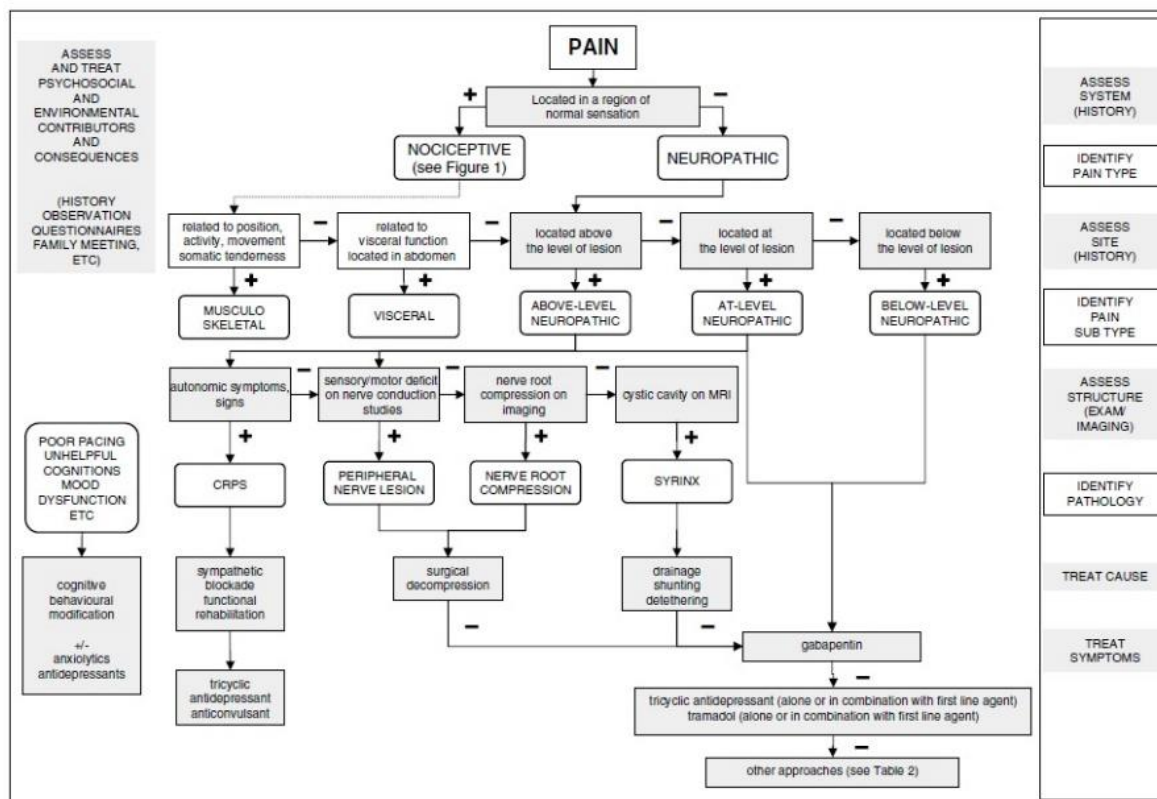 PAIN
ASSESS
AND TREAT
PSYCHOSOCIAL
AND
ENVIRONMENTAL
CONTRIBUTORS
AND
CONSEQUENCES
(HISTORY
OBSERVATION
QUESTIONNAIRES
FAMILY MEETING,
ETC)
+
Located in a region of
normal sensation
−
NOCICEPTIVE
(see Figure 1)
NEUROPATHIC
related to position,
activity, movement
somatic tenderness
−
related to
visceral function
located in abdomen
−
located above
the level of lesion
−
located at
the level of lesion
−
located below
the level of lesion
+
+
+
+
+
MUSCULO
SKELETAL
VISCERAL
ABOVE-LEVEL
NEUROPATHIC
AT-LEVEL
NEUROPATHIC
BELOW-LEVEL
NEUROPATHIC
autonomic symptoms,
signs
−
sensory/motor deficit
on nerve conduction
studies
−
nerve root
compression on
imaging
−
cystic cavity on MRI
+
+
+
+
CRPS
PERIPHERAL
NERVE LESION
NERVE ROOT
COMPRESSION
SYRINX
POOR PACING
UNHELPFUL
COGNITIONS
MOOD
DYSFUNCTION
ETC
cognitive
behavioural
modification
+/-
anxiolytics
antidepressants
sympathetic
blockade
functional
rehabilitation
tricyclic
antidepressant
anticonvulsant
surgical
decompression
−
drainage
shunting
detethering
−
gabapentin
−
tricyclic antidepressant (alone or in combination with first line agent)
tramadol (alone or in combination with first line agent)
−
other approaches (see Table 2)
ASSESS
SYSTEM
(HISTORY)
IDENTIFY
PAIN TYPE
ASSESS
SITE
(HISTORY)
IDENTIFY
PAIN
SUB TYPE
ASSESS
STRUCTURE
(EXAM/
IMAGING)
IDENTIFY
PATHOLOGY
TREAT CAUSE
TREAT
SYMPTOMS